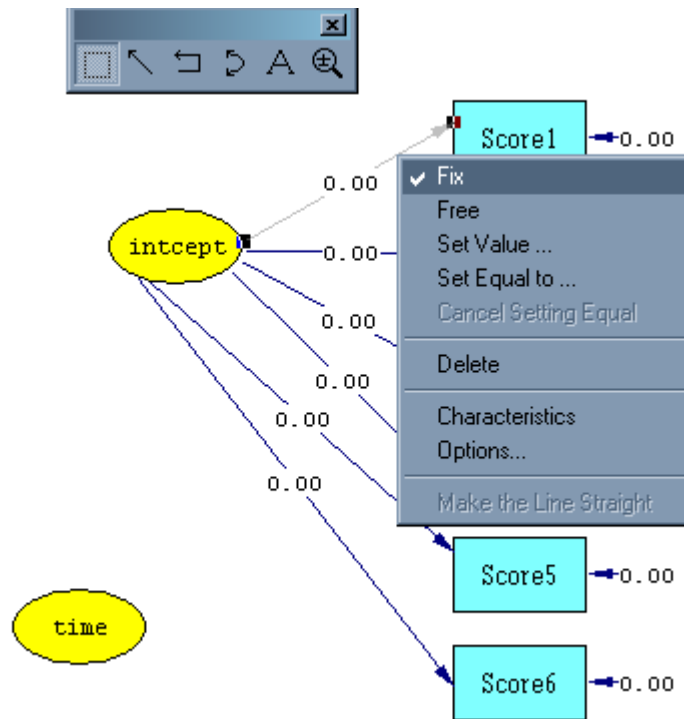 A
Score1
0.00
0.00
Fix
Free
intcept
0.00
Set Value ...
Set Equal to ...
0.00
Cancel Setting Equal
Delete
0.00
0.00
Characteristics
Options...
0.00
Make the Line Straight
Score5
0.00
time
Score6
0.00